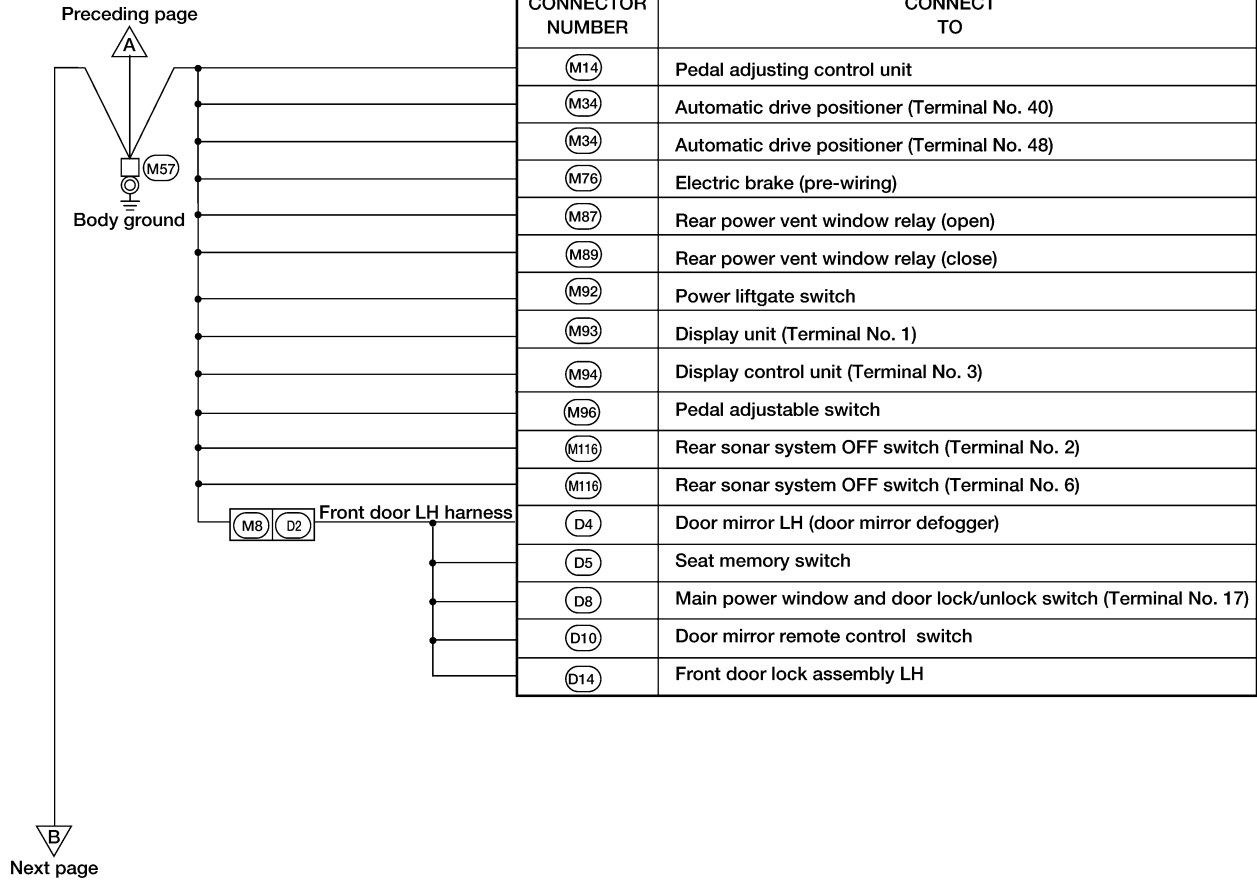 Preceding page
A
M57
Body ground
CONNECTOR NUMBER
CONNECT TO
M14 Pedal adjusting control unit
M34 Automatic drive positioner (Terminal No. 40)
M34 Automatic drive positioner (Terminal No. 48)
M76 Electric brake (pre-wiring)
M87 Rear power vent window relay (open)
M89 Rear power vent window relay (close)
M92 Power liftgate switch
M93 Display unit (Terminal No. 1)
M94 Display control unit (Terminal No. 3)
M96 Pedal adjustable switch
M116 Rear sonar system OFF switch (Terminal No. 2)
M116 Rear sonar system OFF switch (Terminal No. 6)
M8 D2 Front door LH harness
D4 Door mirror LH (door mirror defogger)
D5 Seat memory switch
D8 Main power window and door lock/unlock switch (Terminal No. 17)
D10 Door mirror remote control switch
D14 Front door lock assembly LH
B
Next page